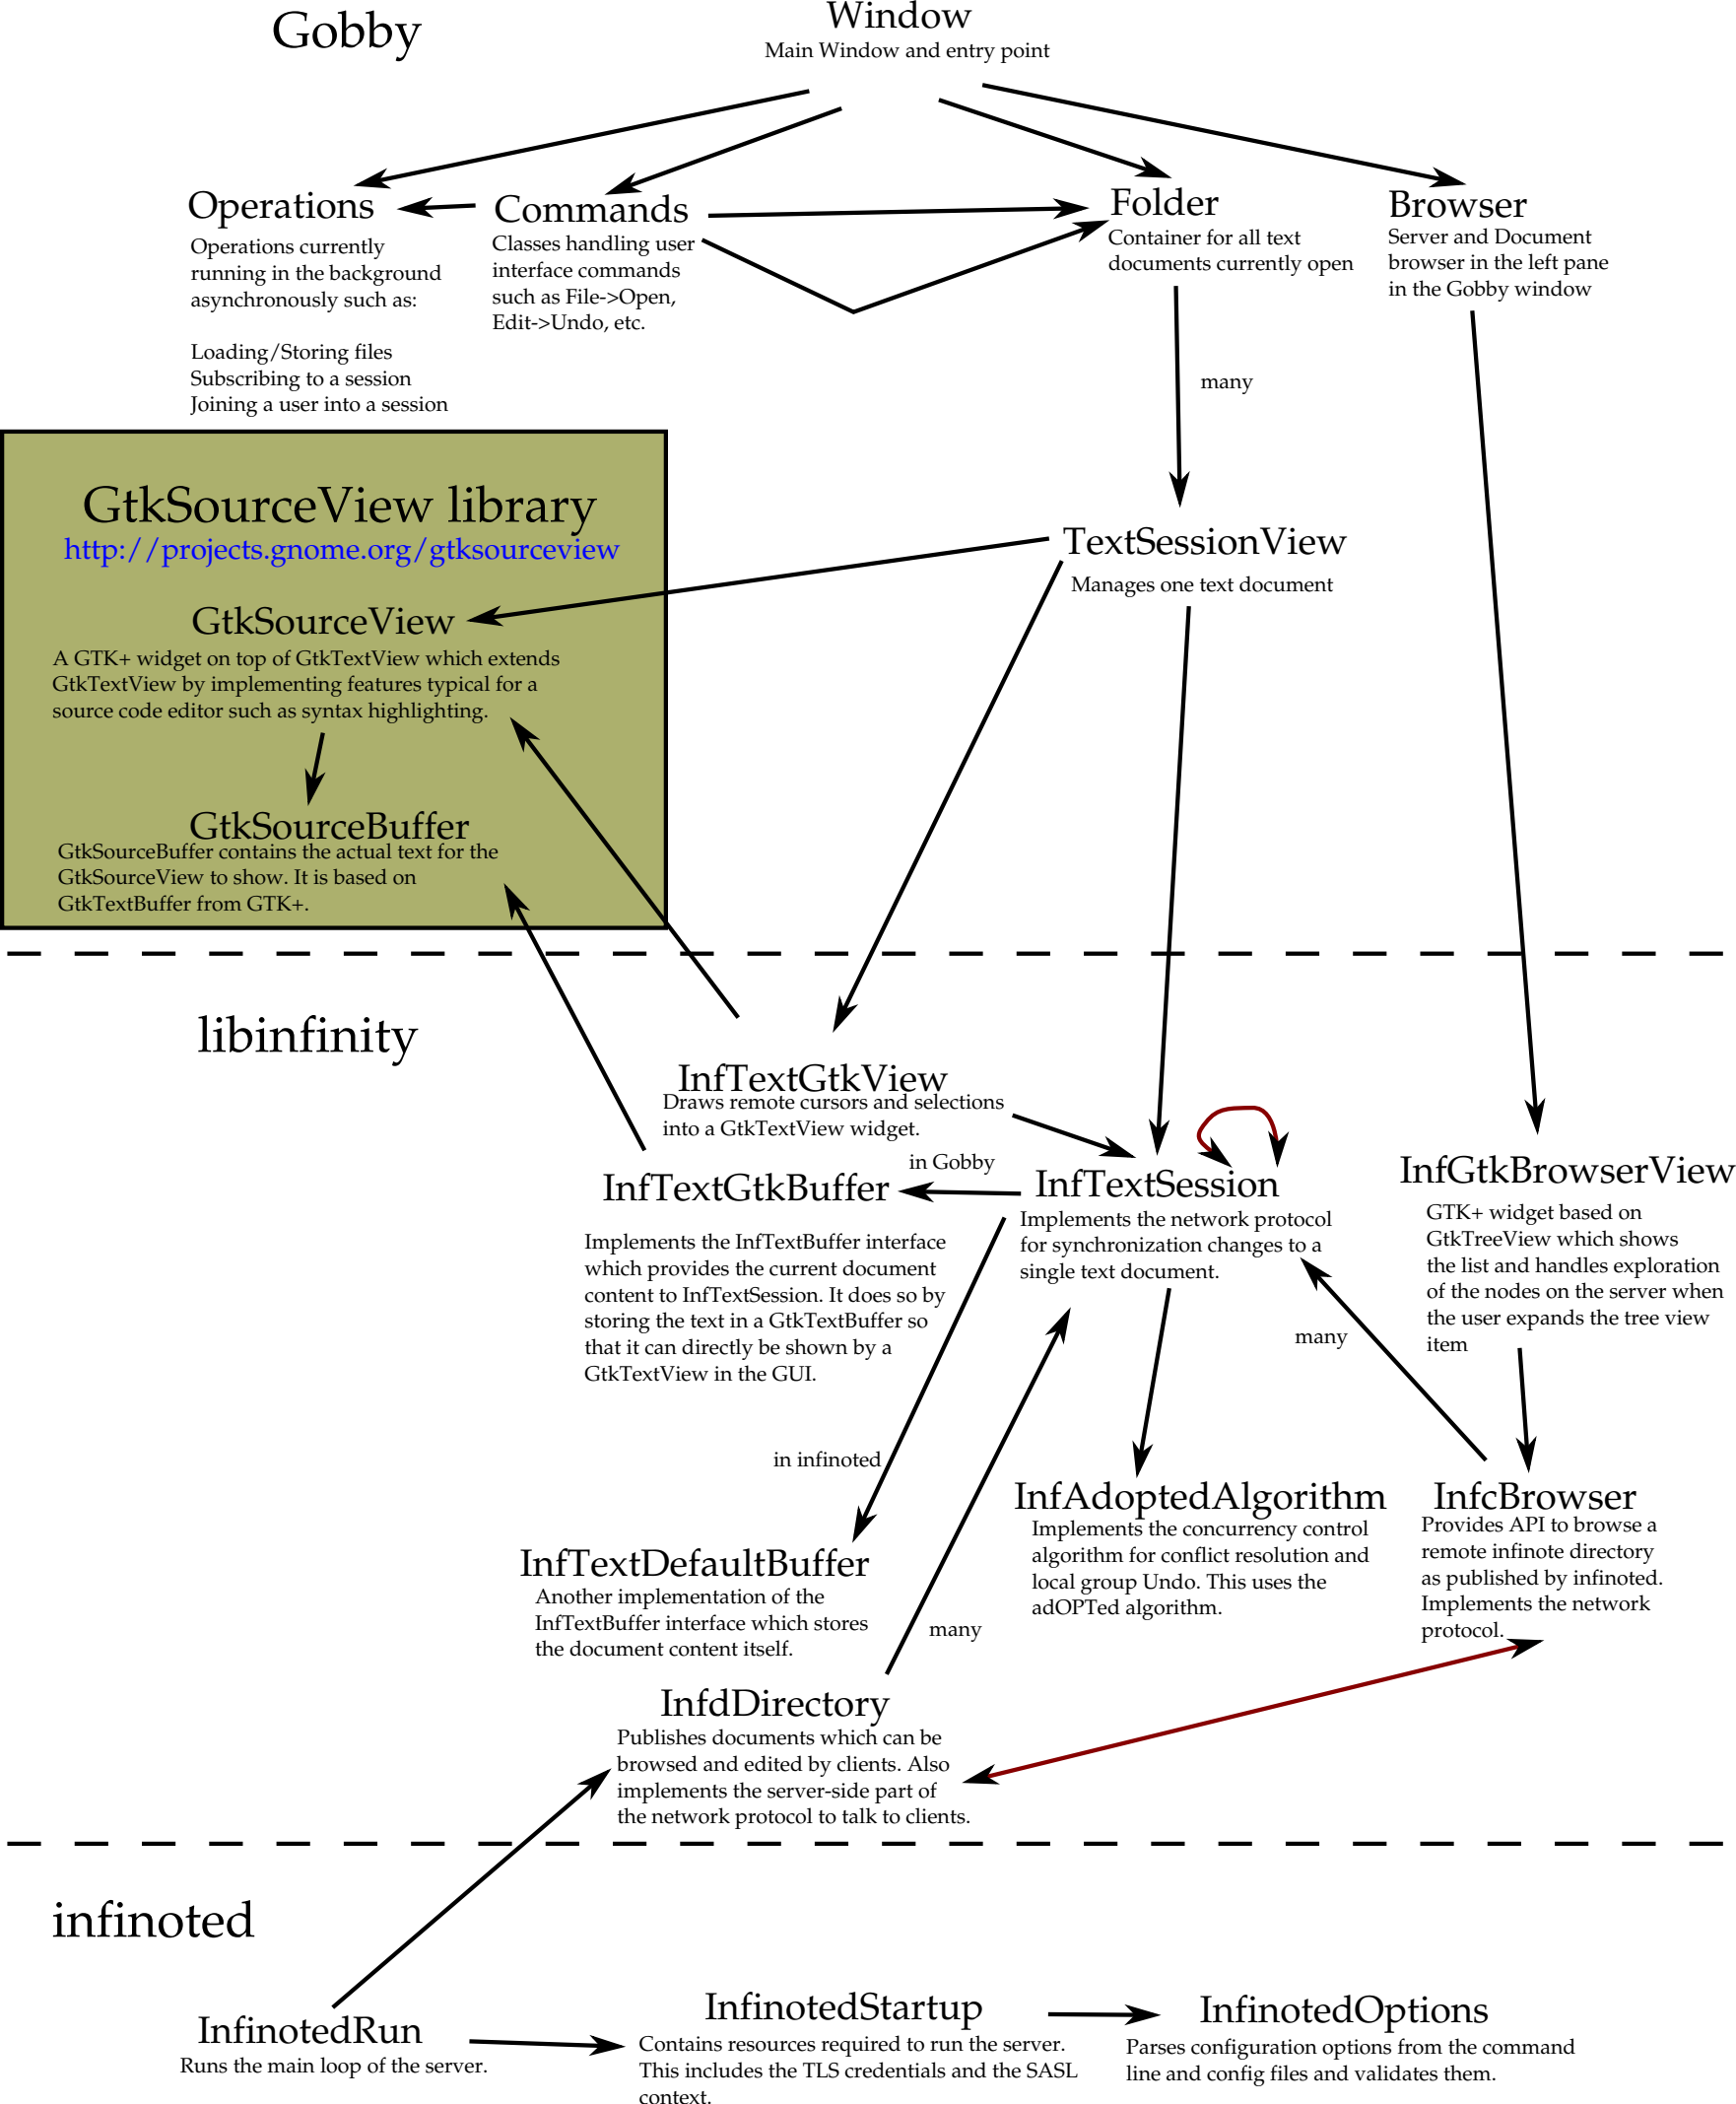 Gobby
Window
Main Window and entry point
Operations
Operations currently
running in the background
asynchronously such as:
Loading/Storing files
Subscribing to a session
Joining a user into a session
Commands
Classes handling user
interface commands
such as File->Open,
Edit->Undo, etc.
Folder
Container for all text
documents currently open
Browser
Server and Document
browser in the left pane
in the Gobby window
many
GtkSourceView library
http://projects.gnome.org/gtksourceview
GtkSourceView
A GTK+ widget on top of GtkTextView which extends
GtkTextView by implementing features typical for a
source code editor such as syntax highlighting.
GtkSourceBuffer
GtkSourceBuffer contains the actual text for the
GtkSourceView to show. It is based on
GtkTextBuffer from GTK+.
TextSessionView
Manages one text document
libinfinity
InfTextGtkView
Draws remote cursors and selections
into a GtkTextView widget.
in Gobby
InfTextGtkBuffer
Implements the InfTextBuffer interface
which provides the current document
content to InfTextSession. It does so by
storing the text in a GtkTextBuffer so
that it can directly be shown by a
GtkTextView in the GUI.
InfTextSession
Implements the network protocol
for synchronization changes to a
single text document.
InfGtkBrowserView
GTK+ widget based on
GtkTreeView which shows
the list and handles exploration
of the nodes on the server when
the user expands the tree view
item
many
in infinoted
InfAdoptedAlgorithm
Implements the concurrency control
algorithm for conflict resolution and
local group Undo. This uses the
adOPTed algorithm.
InfcBrowser
Provides API to browse a
remote infinote directory
as published by infinoted.
Implements the network
protocol.
InfTextDefaultBuffer
Another implementation of the
InfTextBuffer interface which stores
the document content itself.
many
InfdDirectory
Publishes documents which can be
browsed and edited by clients. Also
implements the server-side part of
the network protocol to talk to clients.
infinoted
InfinotedRun
Runs the main loop of the server.
InfinotedStartup
Contains resources required to run the server.
This includes the TLS credentials and the SASL
context.
InfinotedOptions
Parses configuration options from the command
line and config files and validates them.